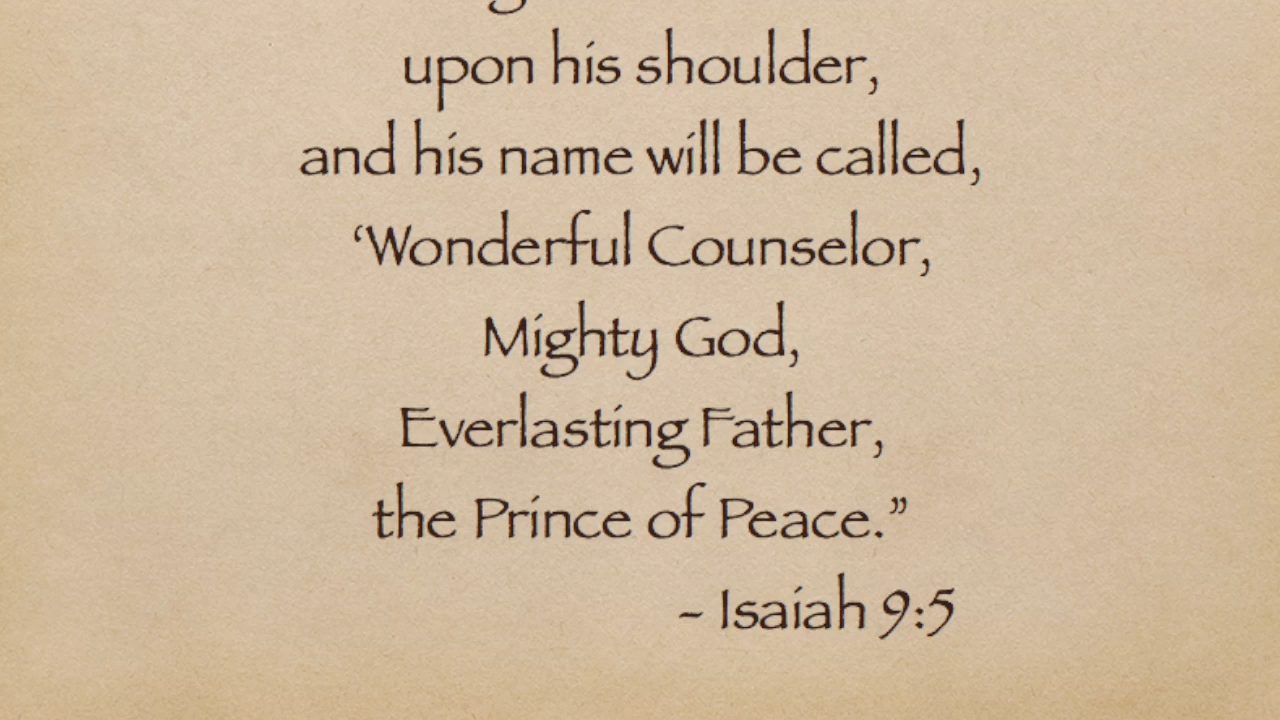 upon his shoulder,
and his name will be called,
‘Wonderful Counselor,
Mighty God,
Everlasting Father,
the Prince of Peace.”
- Isaiah 9:5